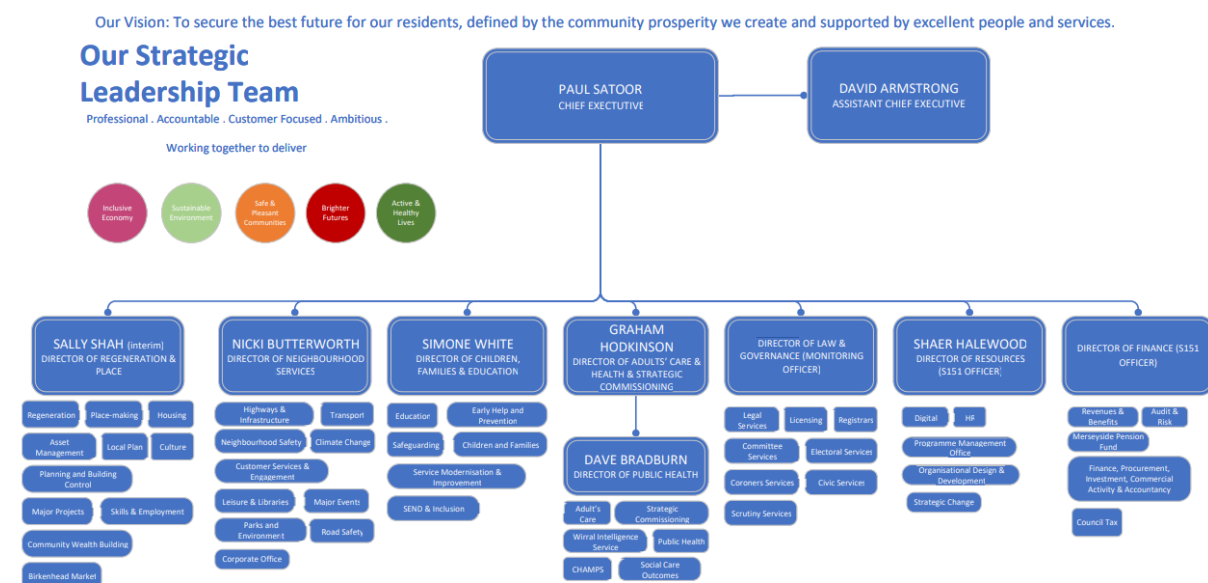 Our Vision: To secure the best future for our residents, defined by the community prosperity we create and supported by excellent people and services.
Our Strategic
Leadership Team
Professional . Accountable . Customer Focused . Ambitious .
Working together to deliver
Inclusive
Economy
Sustainable
Environment
Safe &
Pleasant
Communities
Brighter
Futures
Active &
Healthy
Lives
PAUL SATOOR
CHIEF EXECTUTIVE
DAVID ARMSTRONG
ASSISTANT CHIEF EXECUTIVE
SALLY SHAH (interim)
DIRECTOR OF REGENERATION &
PLACE
Regeneration
Place-making
Housing
Asset
Management
Local Plan
Culture
Planning and Building
Control
Major Projects
Skills & Employment
Community Wealth Building
Birkenhead Market
NICKI BUTTERWORTH
DIRECTOR OF NEIGHBOURHOOD
SERVICES
Highways &
Infrastructure
Transport
Neighbourhood Safety
Climate Change
Customer Services &
Engagement
Leisure & Libraries
Major Events
Parks and
Environment
Road Safety
Corporate Office
SIMONE WHITE
DIRECTOR OF CHILDREN,
FAMILIES & EDUCATION
Education
Early Help and
Prevention
Safeguarding
Children and Families
Service Modernisation &
Improvement
SEND & Inclusion
GRAHAM
HODKINSON
DIRECTOR OF ADULTS' CARE &
HEALTH & STRATEGIC
COMMISSIONING
DAVE BRADBURN
DIRECTOR OF PUBLIC HEALTH
Adult's
Care
Strategic
Commissioning
Wirral Intelligence
Service
Public Health
CHAMPS
Social Care
Outcomes
DIRECTOR OF LAW &
GOVERNANCE (MONITORING
OFFICER)
Legal
Services
Licensing
Registrars
Committee
Services
Electoral Services
Coroners Services
Civic Services
Scrutiny Services
SHAER HALEWOOD
DIRECTOR OF RESOURCES
(S151 OFFICER)
Digital
HR
Programme Management
Office
Organisational Design &
Development
Strategic Change
DIRECTOR OF FINANCE (S151
OFFICER)
Revenues &
Benefits
Audit &
Risk
Merseyside Pension
Fund
Finance, Procurement,
Investment, Commercial
Activity & Accountancy
Council Tax